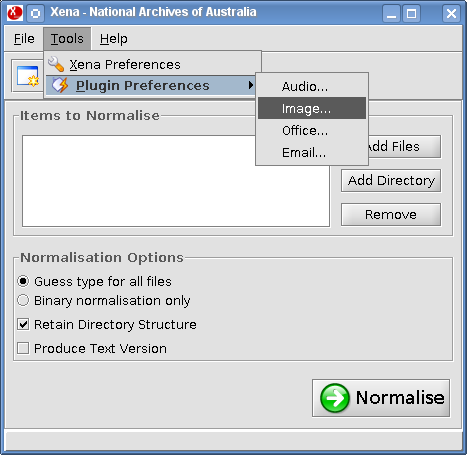 Xena - National Archives of Australia
File Tools Help
Xena Preferences
Plugin Preferences
Audio...
Image...
Office...
Email...
Items to Normalise
Add Files
Add Directory
Remove
Normalisation Options
Guess type for all files
Binary normalisation only
Retain Directory Structure
Produce Text Version
Normalise